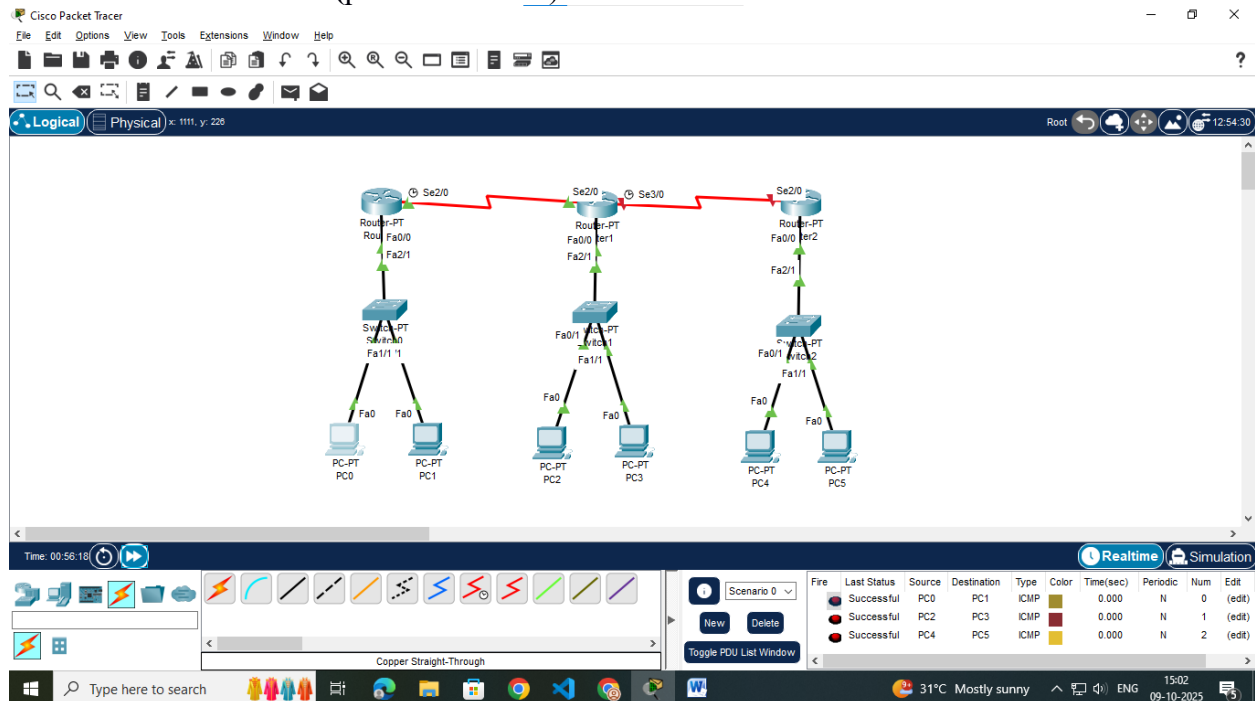 Cisco Packet Tracer
File Edit Options View Tools Extensions Window Help
?
Logical Physical x: 1111, y: 226 Root 12:54:30
Se2/0 Se2/0 Se3/0 Se2/0
Router-PT Router-PT Router-PT
Fa0/0 Fa0/0 Fa0/0
Fa2/1 Fa2/1 Fa2/1
Fa0/1 Fa0/1
Fa1/1 Fa1/1 Fa1/1
Fa0 Fa0 Fa0 Fa0 Fa0 Fa0
PC-PT PC-PT PC-PT PC-PT PC-PT PC-PT
PC0 PC1 PC2 PC3 PC4 PC5
Time: 00:56:18 Realtime Simulation
Scenario 0
New Delete
Toggle PDU List Window
Fire Last Status Source Destination Type Color Time(sec) Periodic Num Edit
Successful PC0 PC1 ICMP 0.000 N 0 (edit)
Successful PC2 PC3 ICMP 0.000 N 1 (edit)
Successful PC4 PC5 ICMP 0.000 N 2 (edit)
Copper Straight-Through
Type here to search 31°C Mostly sunny ENG 15:02
09-10-2025